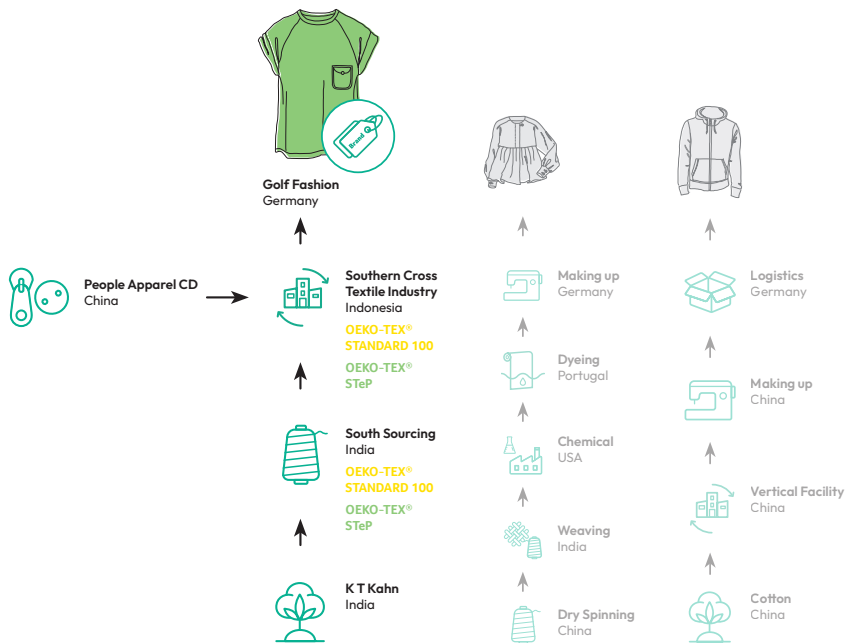 Brand
Golf Fashion
Germany
People Apparel CD
China
Southern Cross
Textile Industry
Indonesia
OEKO-TEX®
STANDARD 100
OEKO-TEX®
STeP
South Sourcing
India
OEKO-TEX®
STANDARD 100
OEKO-TEX®
STeP
K T Kahn
India
Making up
Germany
Dyeing
Portugal
Chemical
USA
Weaving
India
Dry Spinning
China
Logistics
Germany
Making up
China
Vertical Facility
China
Cotton
China